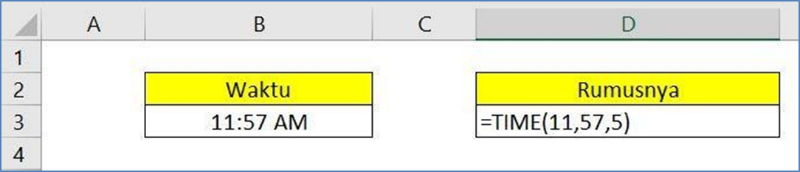 A B C D
1
2 Waktu Rumusnya
3 11:57 AM =TIME(11,57,5)
4